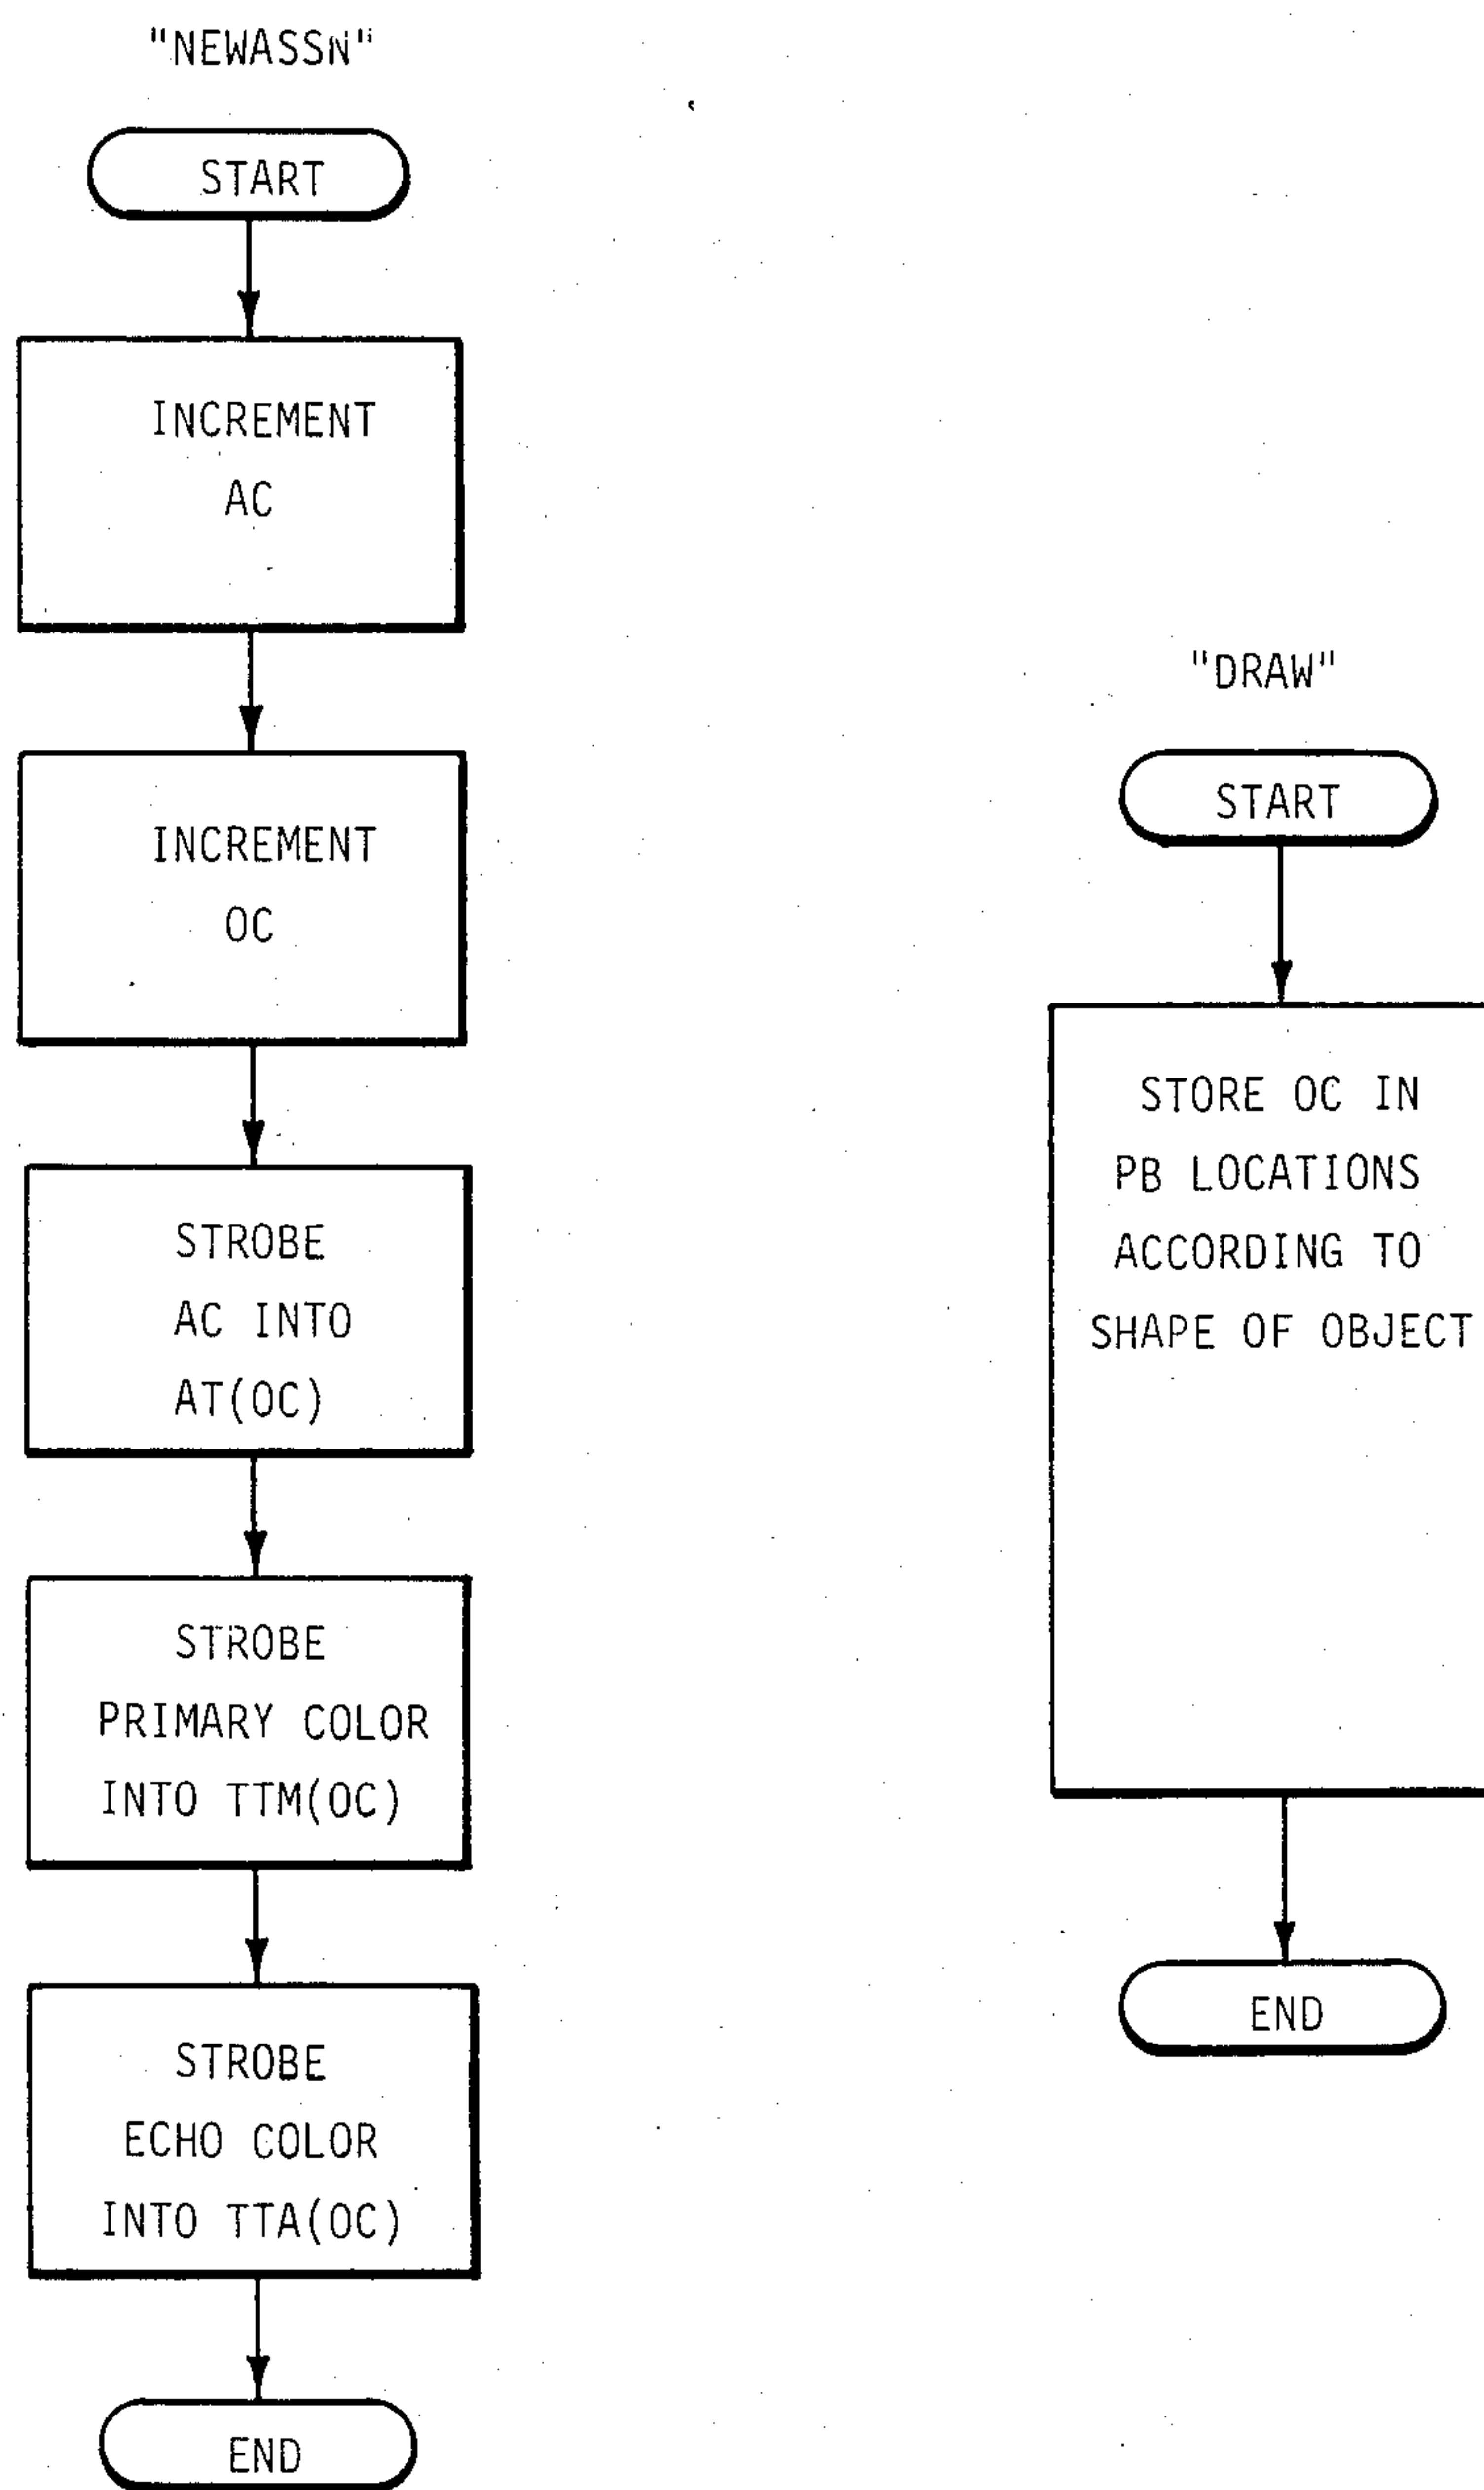 "NEWASSN"
START
INCREMENT
AC
INCREMENT
OC
STROBE
AC INTO
AT(OC)
STROBE
PRIMARY COLOR
INTO TTM(OC)
STROBE
ECHO COLOR
INTO TTA(OC)
END
"DRAW"
START
STORE OC IN
PB LOCATIONS
ACCORDING TO
SHAPE OF OBJECT
END